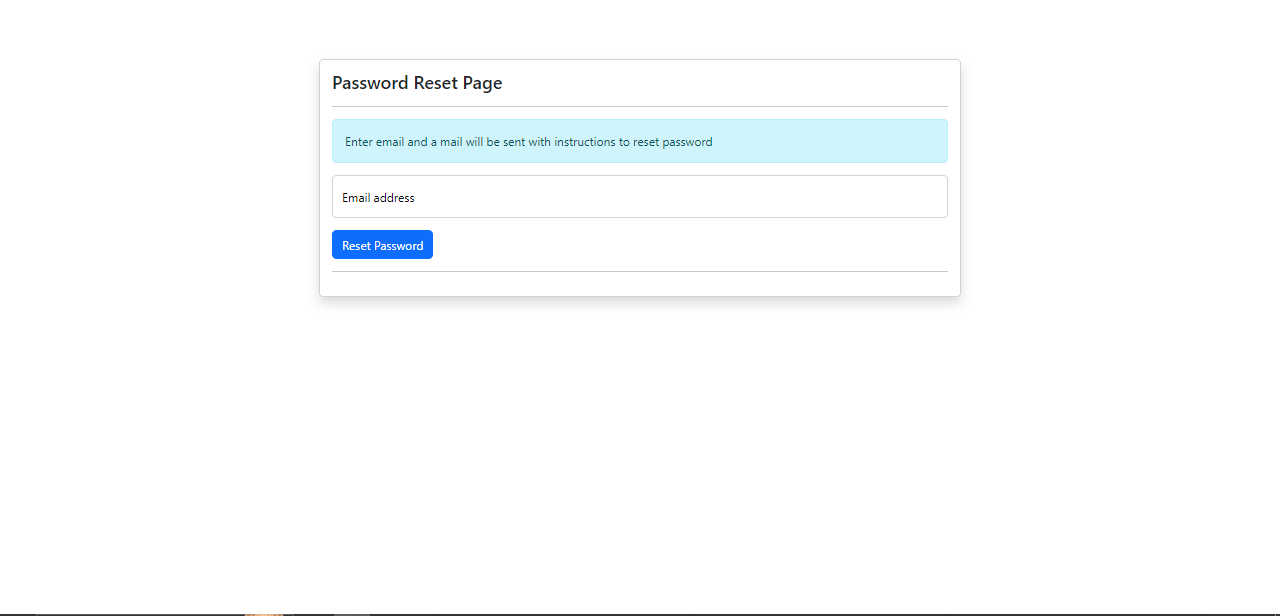 Password Reset Page
Enter email and a mail will be sent with instructions to reset password
Email address
Reset Password